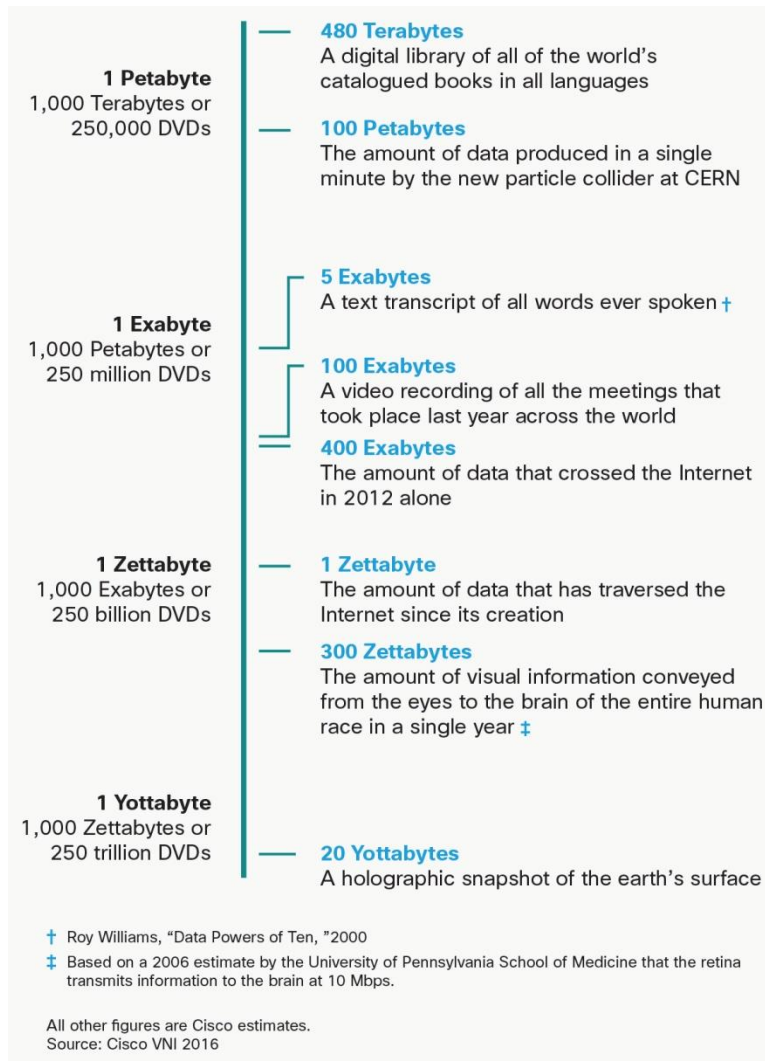 480 Terabytes
A digital library of all of the world's
catalogued books in all languages
1 Petabyte
1,000 Terabytes or
250,000 DVDs
100 Petabytes
The amount of data produced in a single
minute by the new particle collider at CERN
5 Exabytes
A text transcript of all words ever spoken †
1 Exabyte
1,000 Petabytes or
250 million DVDs
100 Exabytes
A video recording of all the meetings that
took place last year across the world
400 Exabytes
The amount of data that crossed the Internet
in 2012 alone
1 Zettabyte
1,000 Exabytes or
250 billion DVDs
1 Zettabyte
The amount of data that has traversed the
Internet since its creation
300 Zettabytes
The amount of visual information conveyed
from the eyes to the brain of the entire human
race in a single year ‡
1 Yottabyte
1,000 Zettabytes or
250 trillion DVDs
20 Yottabytes
A holographic snapshot of the earth's surface
† Roy Williams, “Data Powers of Ten, ”2000
‡ Based on a 2006 estimate by the University of Pennsylvania School of Medicine that the retina
transmits information to the brain at 10 Mbps.
All other figures are Cisco estimates.
Source: Cisco VNI 2016